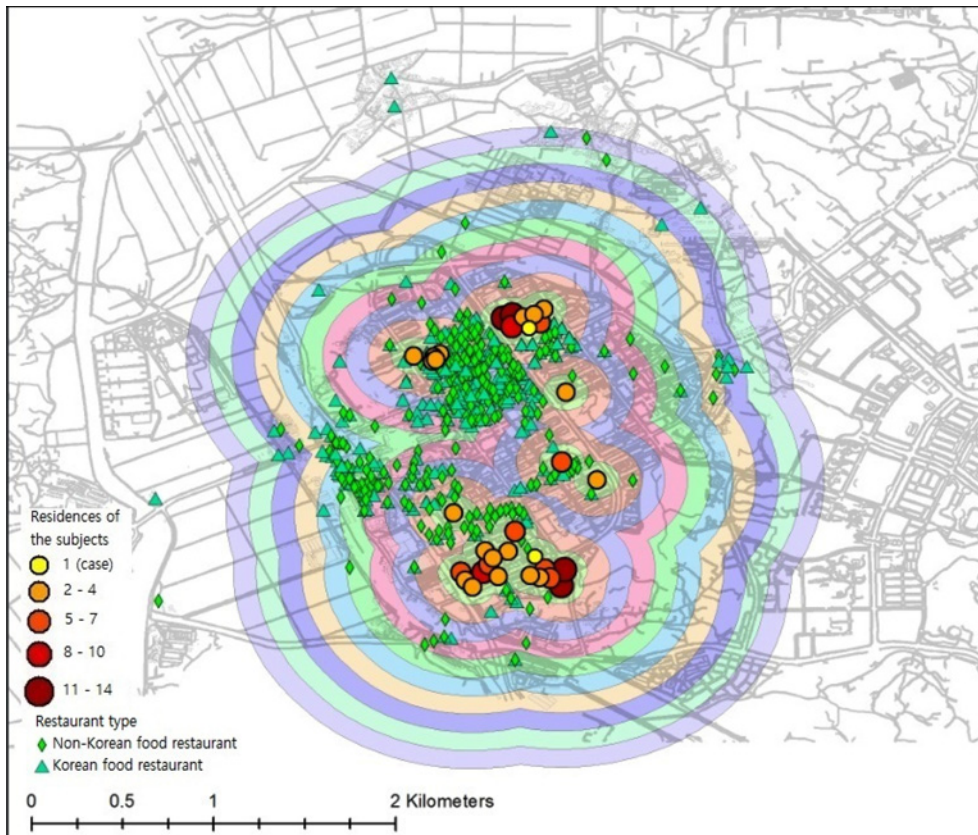 Residences of
the subjects
1 (case)
2 - 4
5 - 7
8 - 10
11 - 14
Restaurant type
Non-Korean food restaurant
Korean food restaurant
0 0.5 1 2 Kilometers